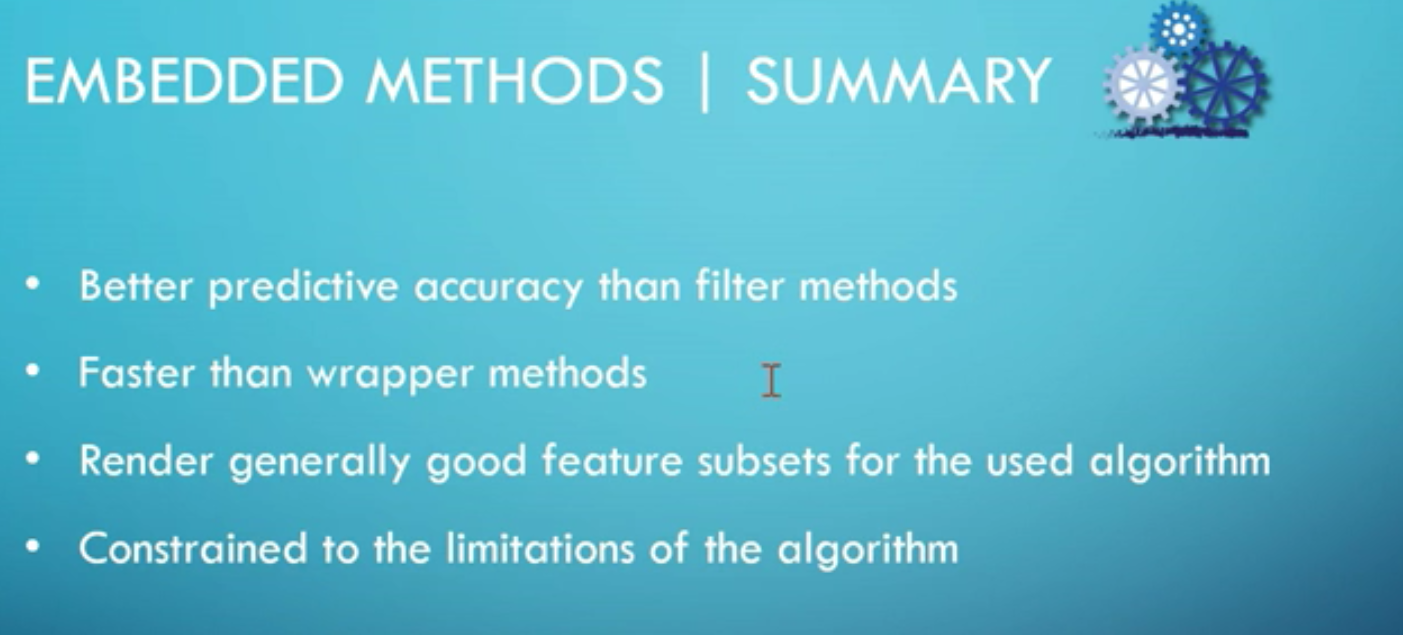 EMBEDDED METHODS | SUMMARY
• Better predictive accuracy than filter methods
• Faster than wrapper methods
• Render generally good feature subsets for the used algorithm
• Constrained to the limitations of the algorithm